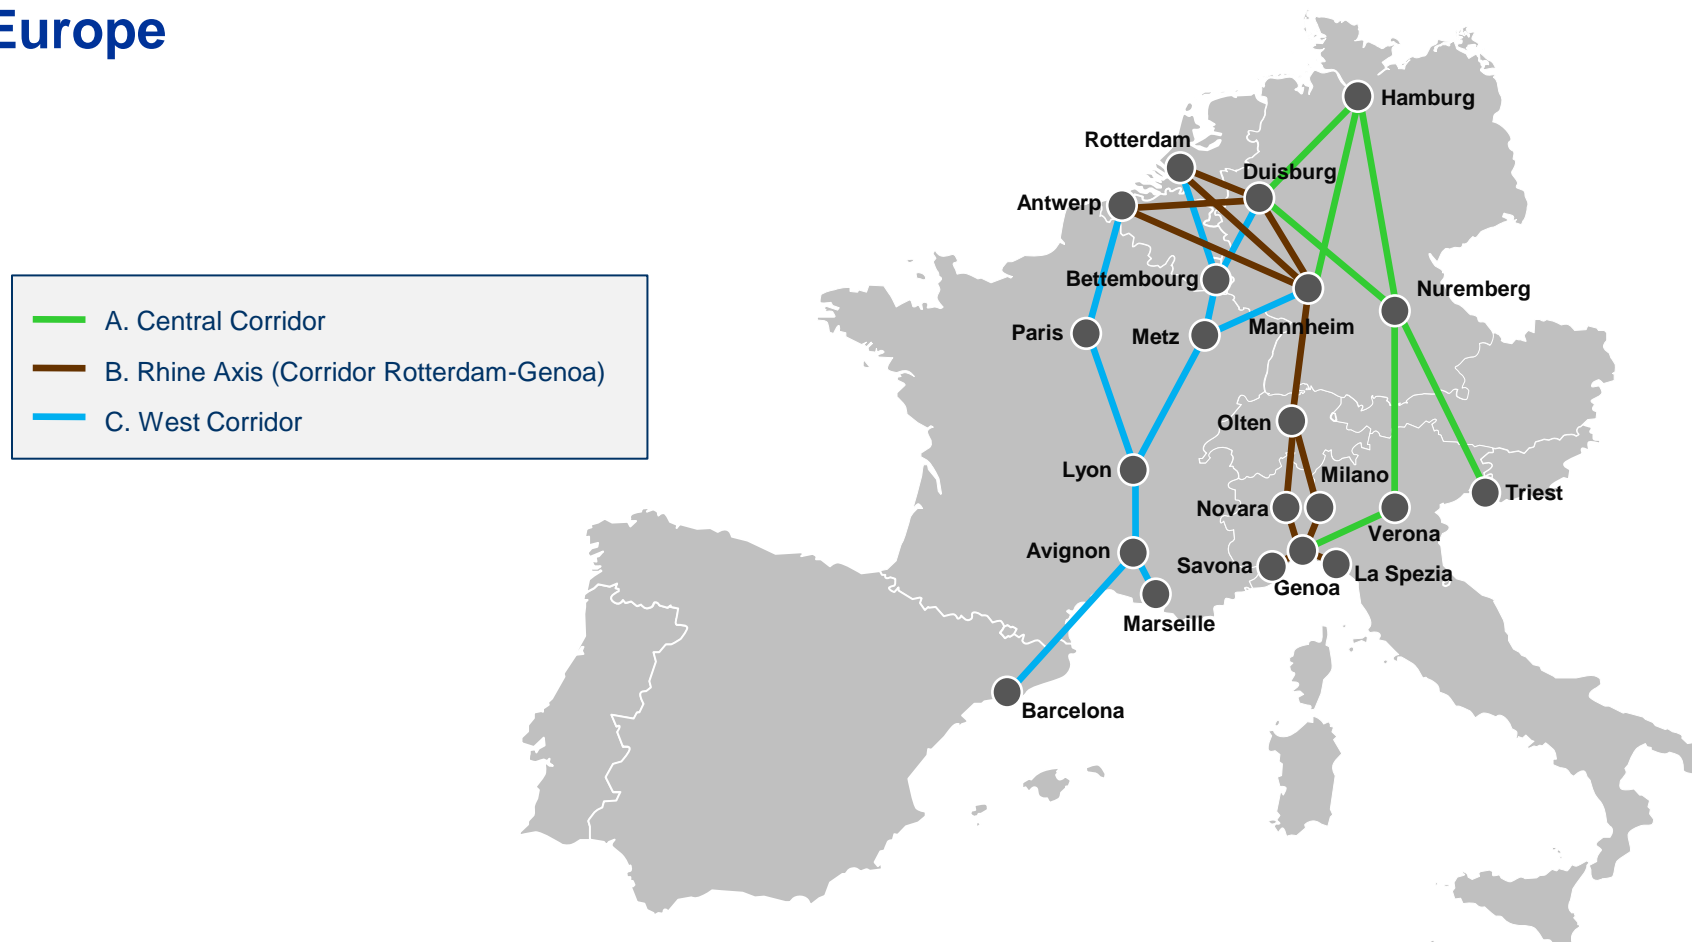 Europe
A. Central Corridor
B. Rhine Axis (Corridor Rotterdam-Genoa)
C. West Corridor
Hamburg
Rotterdam
Duisburg
Antwerp
Bettembourg
Nuremberg
Mannheim
Paris
Metz
Olten
Lyon
Milano
Triest
Novara
Verona
Avignon
Savona
La Spezia
Genoa
Marseille
Barcelona